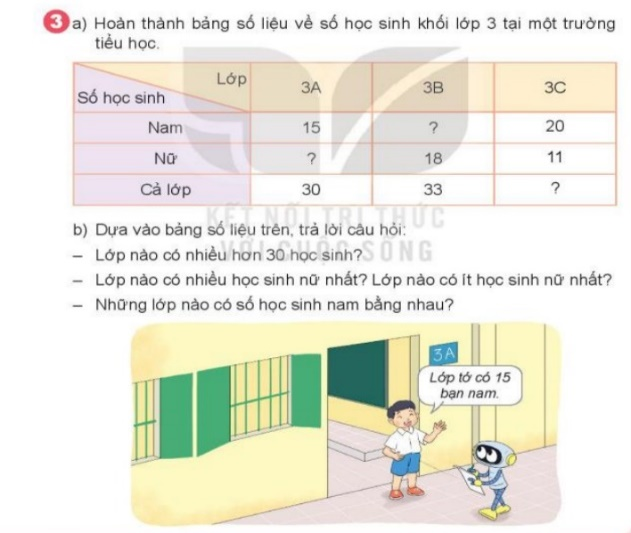 3 a) Hoàn thành bảng số liệu về số học sinh khối lớp 3 tại một trường
tiểu học.
Lớp 3A 3B 3C
Số học sinh
Nam 15 ? 20
Nữ ? 18 11
Cả lớp 30 33 ?
KẾT NỐI TRI THỨC
VỚI CUỘC SỐNG
b) Dựa vào bảng số liệu trên, trả lời câu hỏi:
– Lớp nào có nhiều hơn 30 học sinh?
– Lớp nào có nhiều học sinh nữ nhất? Lớp nào có ít học sinh nữ nhất?
– Những lớp nào có số học sinh nam bằng nhau?
3A
Lớp tớ có 15
bạn nam.